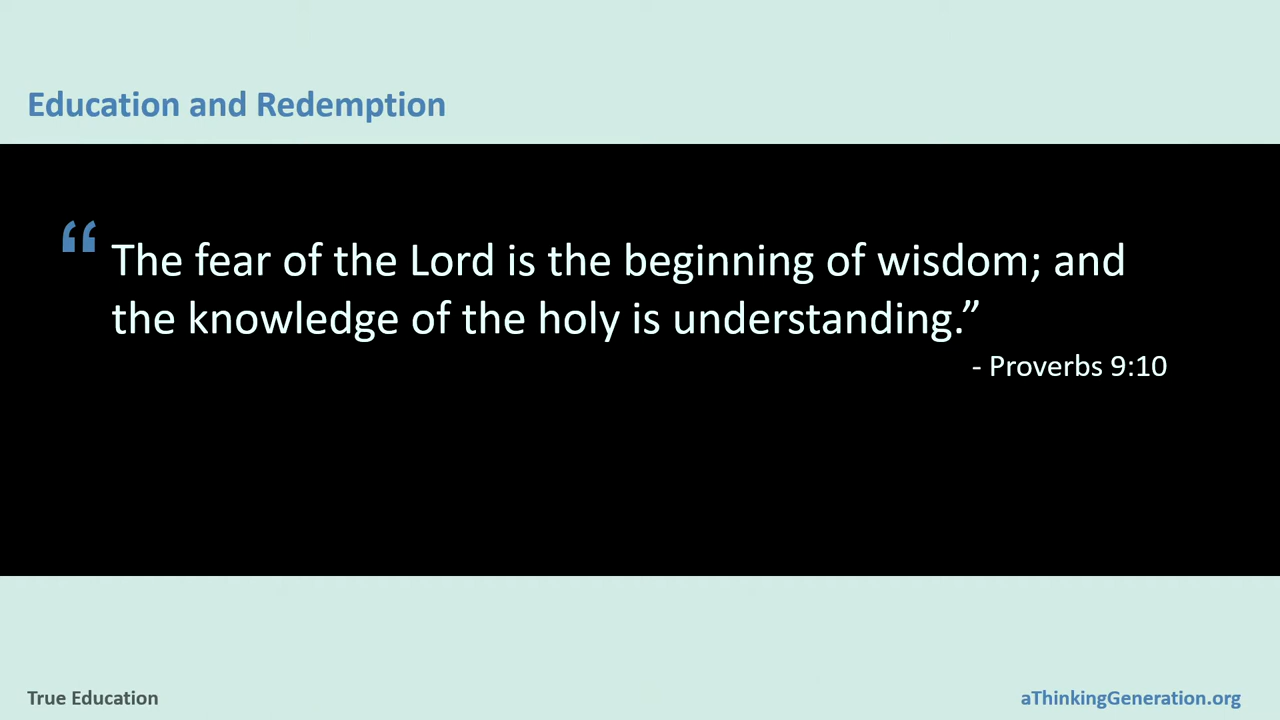 Education and Redemption
“The fear of the Lord is the beginning of wisdom; and
the knowledge of the holy is understanding.”
- Proverbs 9:10
True Education
aThinkingGeneration.org